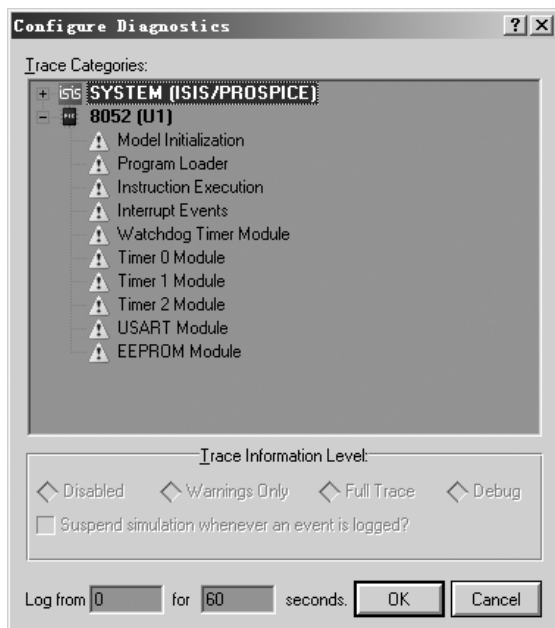 Configure Diagnostics
Trace Categories:
isis SYSTEM (ISIS/PROSPICE)
8052 (U1)
Model Initialization
Program Loader
Instruction Execution
Interrupt Events
Watchdog Timer Module
Timer 0 Module
Timer 1 Module
Timer 2 Module
USART Module
EEPROM Module
Trace Information Level:
Disabled Warnings Only Full Trace Debug
Suspend simulation whenever an event is logged?
Log from 0 for 60 seconds. OK Cancel